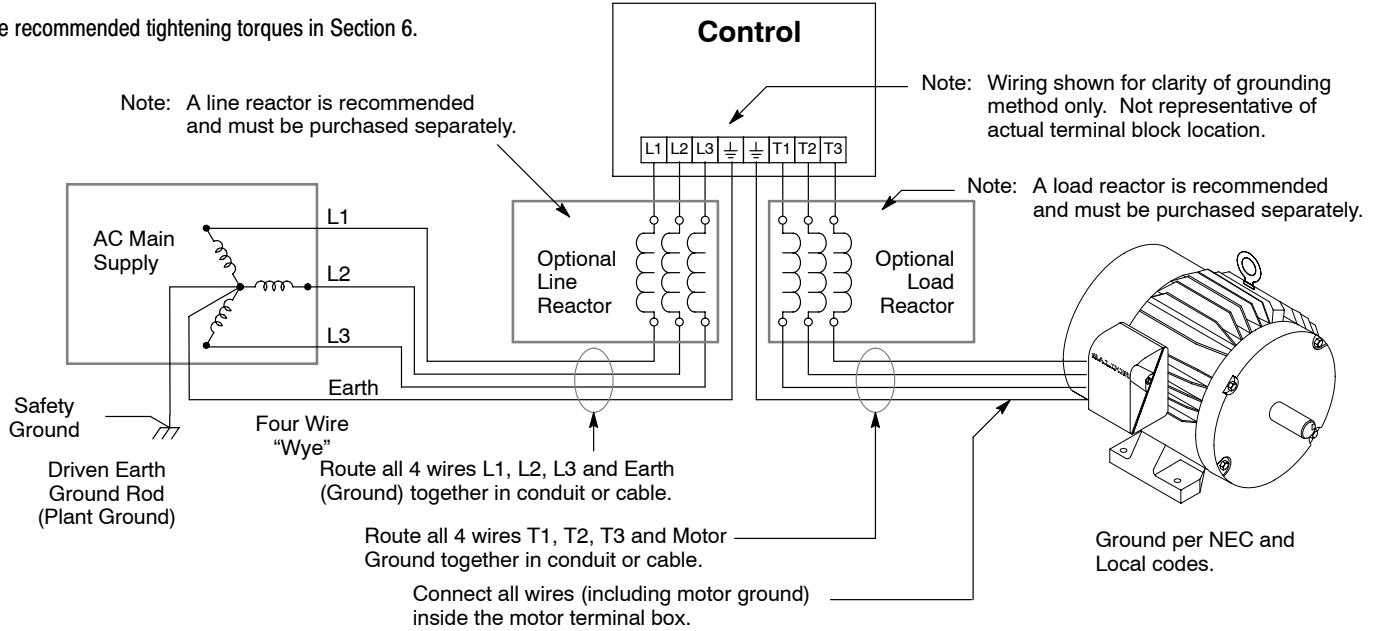 e recommended tightening torques in Section 6.
Control
Note: A line reactor is recommended
and must be purchased separately.
Note: Wiring shown for clarity of grounding
method only. Not representative of
actual terminal block location.
L1 L2 L3 T1 T2 T3
Note: A load reactor is recommended
and must be purchased separately.
AC Main
Supply
L1
L2
L3
Earth
Optional
Line
Reactor
Optional
Load
Reactor
BALDOR
Safety
Ground
Four Wire
“Wye”
Driven Earth
Ground Rod
(Plant Ground)
Route all 4 wires L1, L2, L3 and Earth
(Ground) together in conduit or cable.
Route all 4 wires T1, T2, T3 and Motor
Ground together in conduit or cable.
Connect all wires (including motor ground)
inside the motor terminal box.
Ground per NEC and
Local codes.